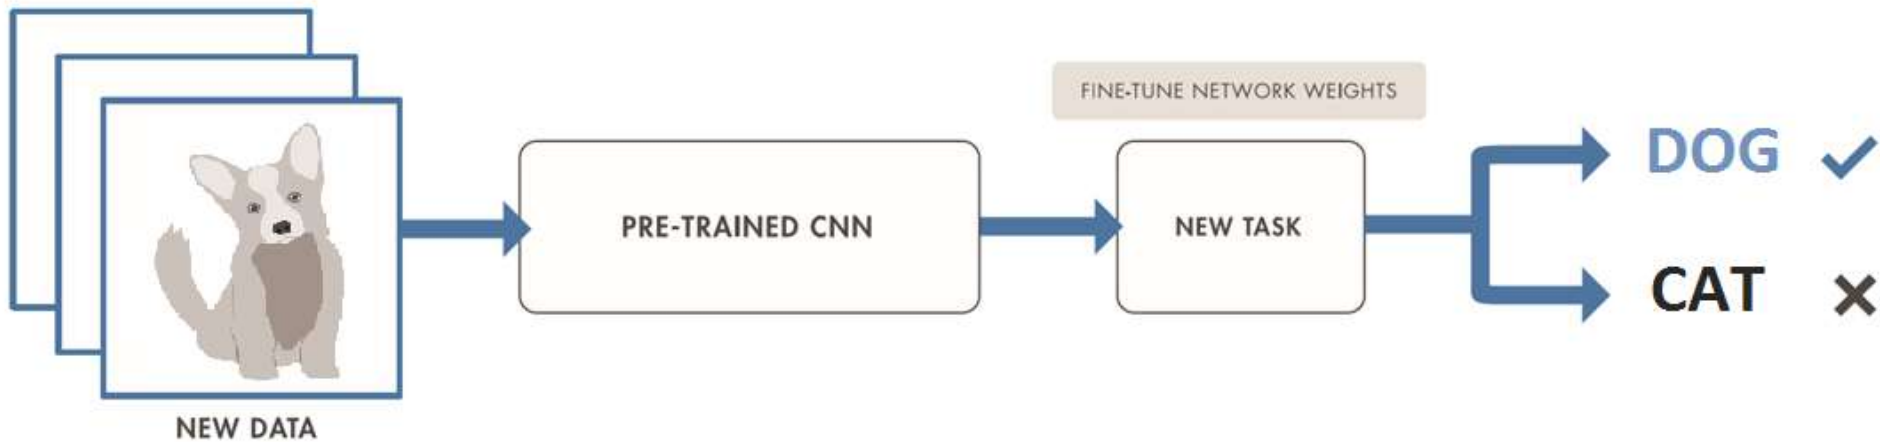 FINE-TUNE NETWORK WEIGHTS
PRE-TRAINED CNN
NEW TASK
DOG
CAT
NEW DATA